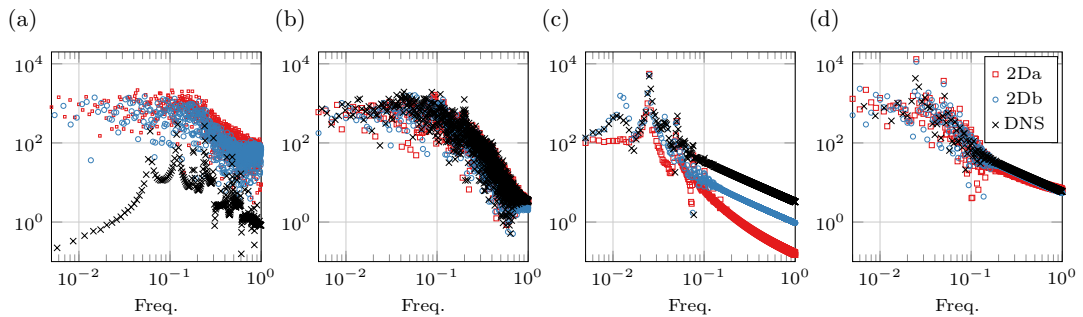 (a) (b) (c) (d)
10^4 10^4 10^4 10^4
2Da
2Db
DNS
10^2 10^2 10^2 10^2
10^0 10^0 10^0 10^0
10^−2 10^−1 10^0 10^−2 10^−1 10^0 10^−2 10^−1 10^0 10^−2 10^−1 10^0
Freq. Freq. Freq. Freq.